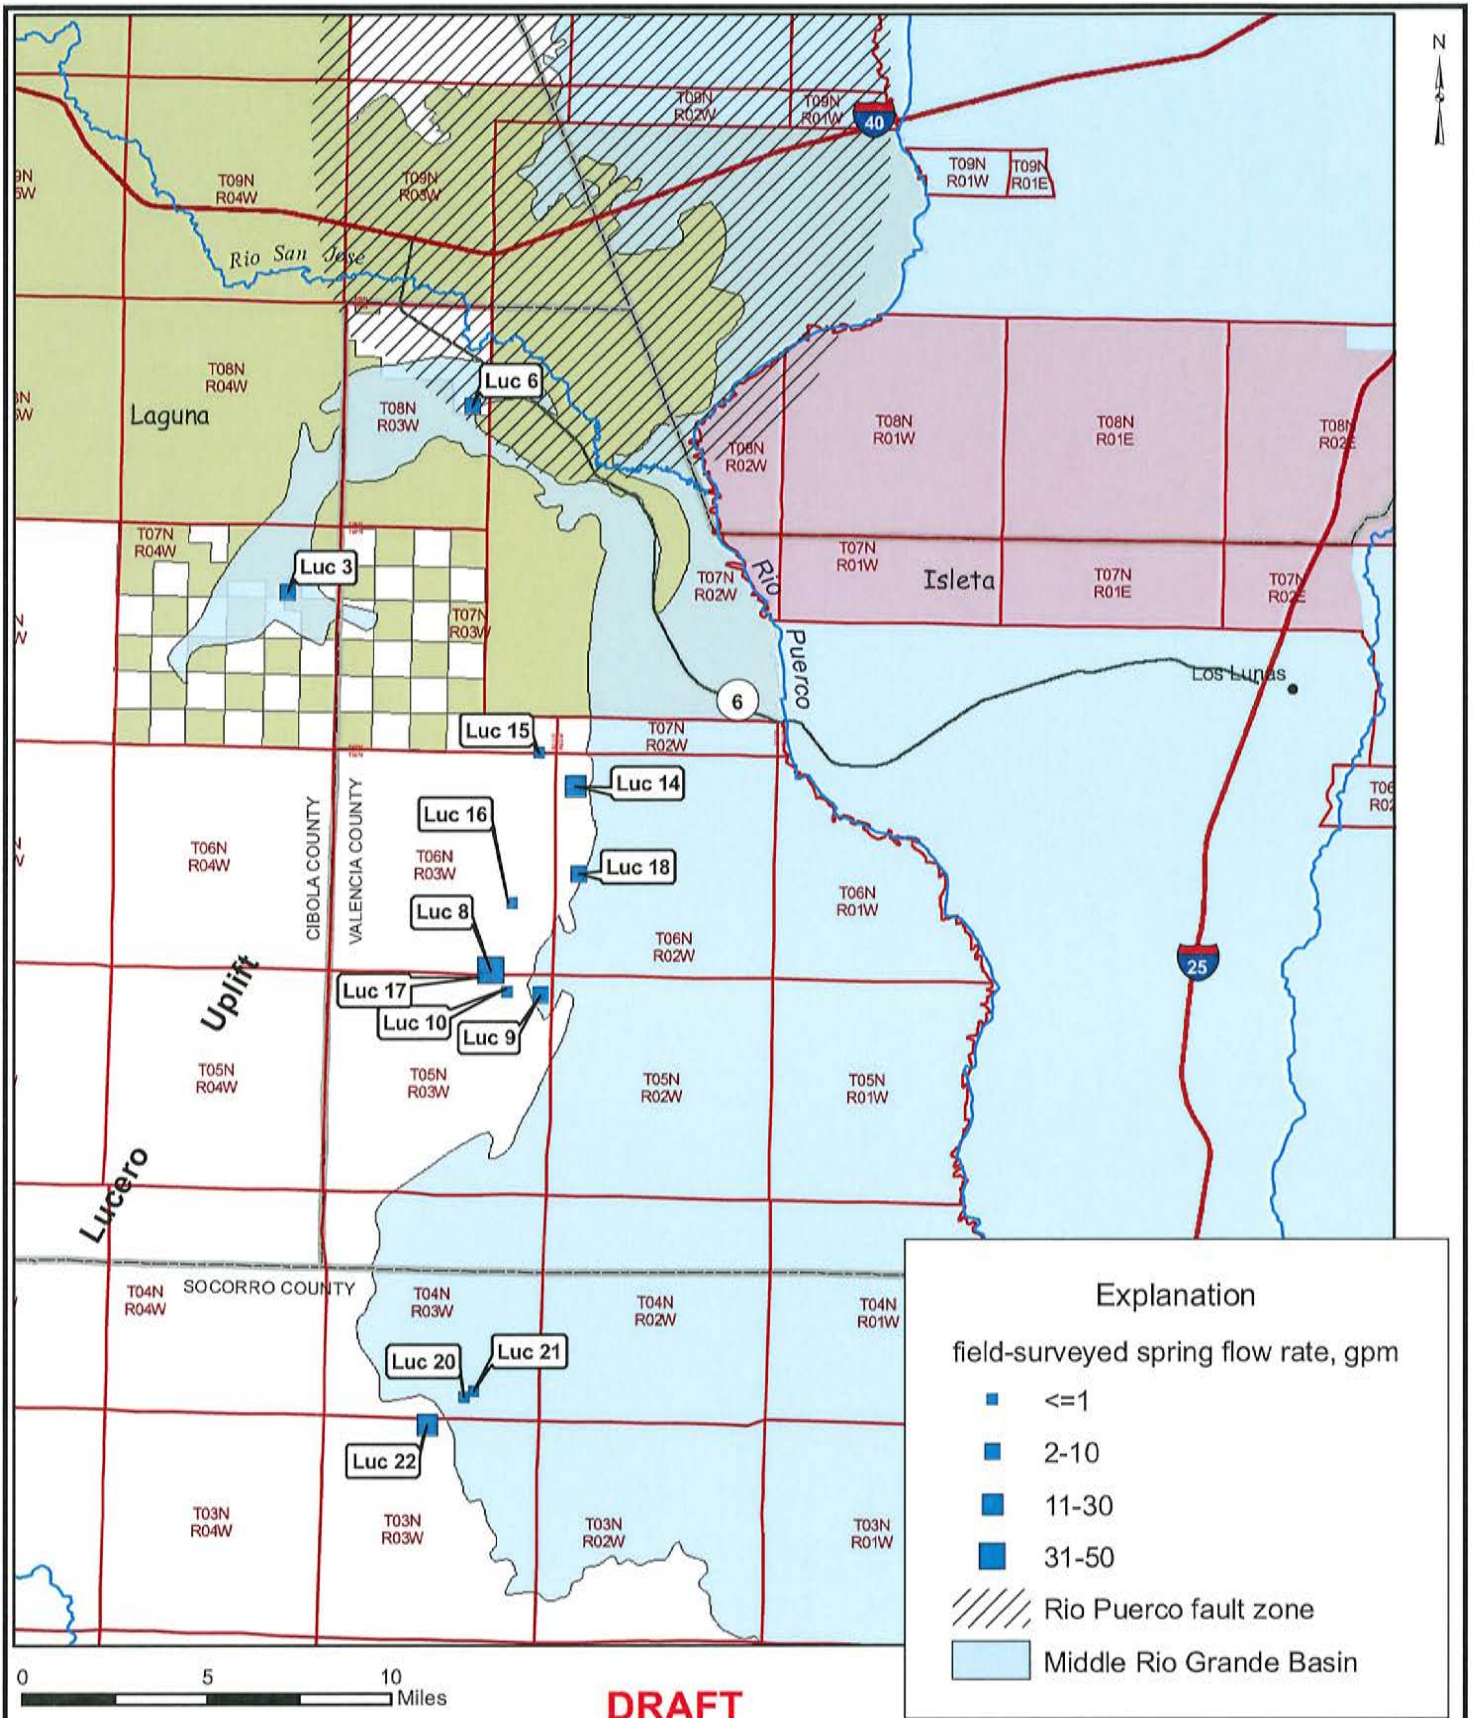 N
T09N
R02W
T09N
R01W
40
T09N
R01W
T09N
R01E
9N
5W
T09N
R04W
T09N
R03W
Rio San José
T08N
R04W
Laguna
T08N
R03W
Luc 6
T08N
R02W
T08N
R01W
T08N
R01E
T08N
R02E
T07N
R04W
Luc 3
T07N
R03W
T07N
R02W
Rio
Puerco
T07N
R01W
Isleta
T07N
R01E
T07N
R02E
Los Lunas
6
Luc 15
T07N
R02W
Luc 14
Luc 16
Luc 18
CIBOLA COUNTY
VALENCIA COUNTY
T06N
R04W
T06N
R03W
Luc 8
T06N
R02W
T06N
R01W
T06
R02
25
Uplift
Luc 17
Luc 10
Luc 9
T05N
R04W
T05N
R03W
T05N
R02W
T05N
R01W
Lucero
SOCORRO COUNTY
T04N
R04W
T04N
R03W
T04N
R02W
T04N
R01W
Luc 20
Luc 21
Luc 22
T03N
R04W
T03N
R03W
T03N
R02W
T03N
R01W
Explanation
field-surveyed spring flow rate, gpm
<=1
2-10
11-30
31-50
Rio Puerco fault zone
Middle Rio Grande Basin
0 5 10
Miles
DRAFT